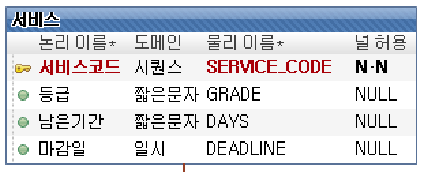 서비스
논리 이름* 도메인 물리 이름* 널 허용
서비스코드 시퀀스 SERVICE_CODE N-N
등급 짧은문자 GRADE NULL
남은기간 짧은문자 DAYS NULL
마감일 일시 DEADLINE NULL